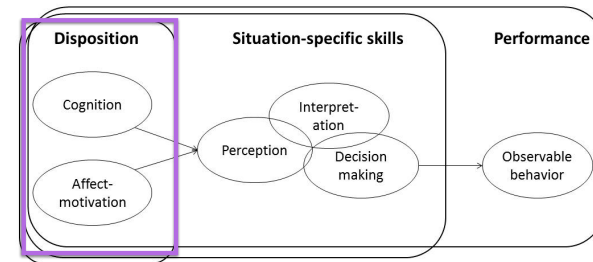 Disposition
Situation-specific skills
Performance
Cognition
Affect-
motivation
Perception
Interpret-
ation
Decision
making
Observable
behavior